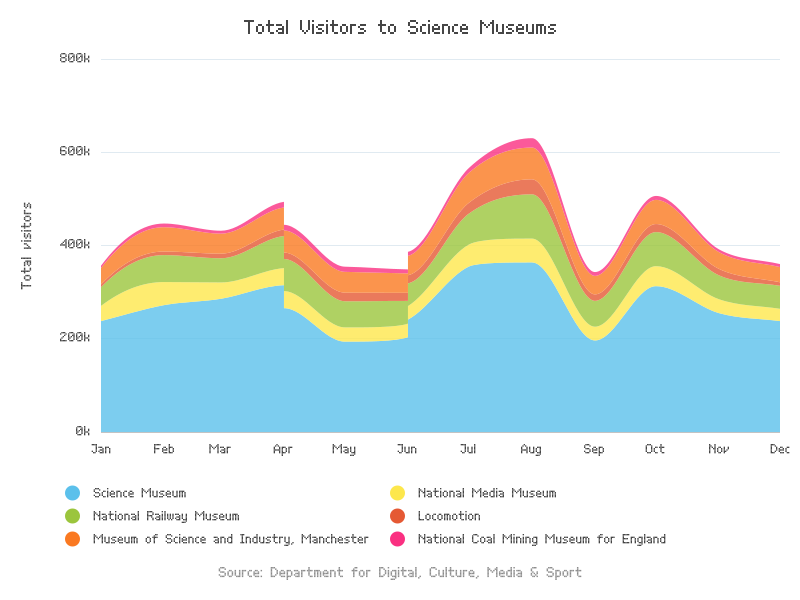 Total Visitors to Science Museums
800k
600k
400k
200k
0k
Total visitors
Jan Feb Mar Apr May Jun Jul Aug Sep Oct Nov Dec
Science Museum
National Media Museum
National Railway Museum
Locomotion
Museum of Science and Industry, Manchester
National Coal Mining Museum for England
Source: Department for Digital, Culture, Media & Sport